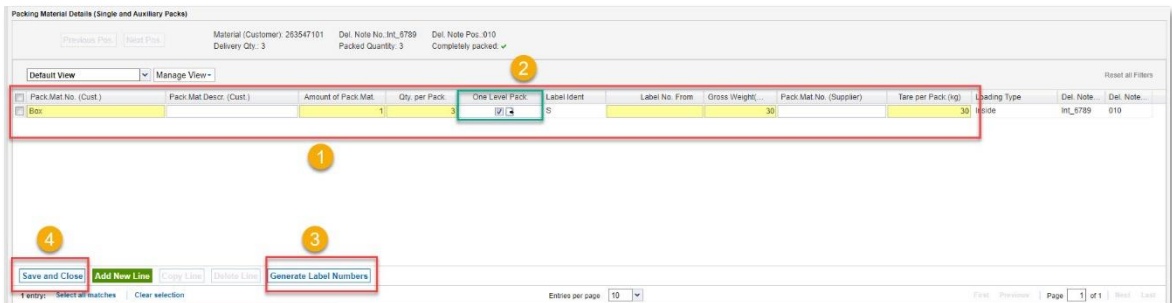 Packing Material Details (Single and Auxiliary Packs)
Previous Pos. Next Pos. Material (Customer): 263547101 Del. Note No.:Int_6789 Del. Note Pos.:010
Delivery Qty.: 3 Packed Quantity: 3 Completely packed: ✔
2
Default View Manage View Reset all Filters
Pack.Mat.No. (Cust.) Pack.Mat.Descr. (Cust.) Amount of Pack.Mat. Qty. per Pack. One Level Pack. Label Ident Label No. From Gross Weight(... Pack.Mat.No. (Supplier) Tare per Pack.(kg) Loading Type Del. Note... Del. Note...
Box 1 3 S 30 30 Inside Int_6789 010
1
4 3
Save and Close Add New Line Copy Line Delete Line Generate Label Numbers
1 entry: Select all matches | Clear selection Entries per page 10 First Previous | Page 1 of 1 | Next Last